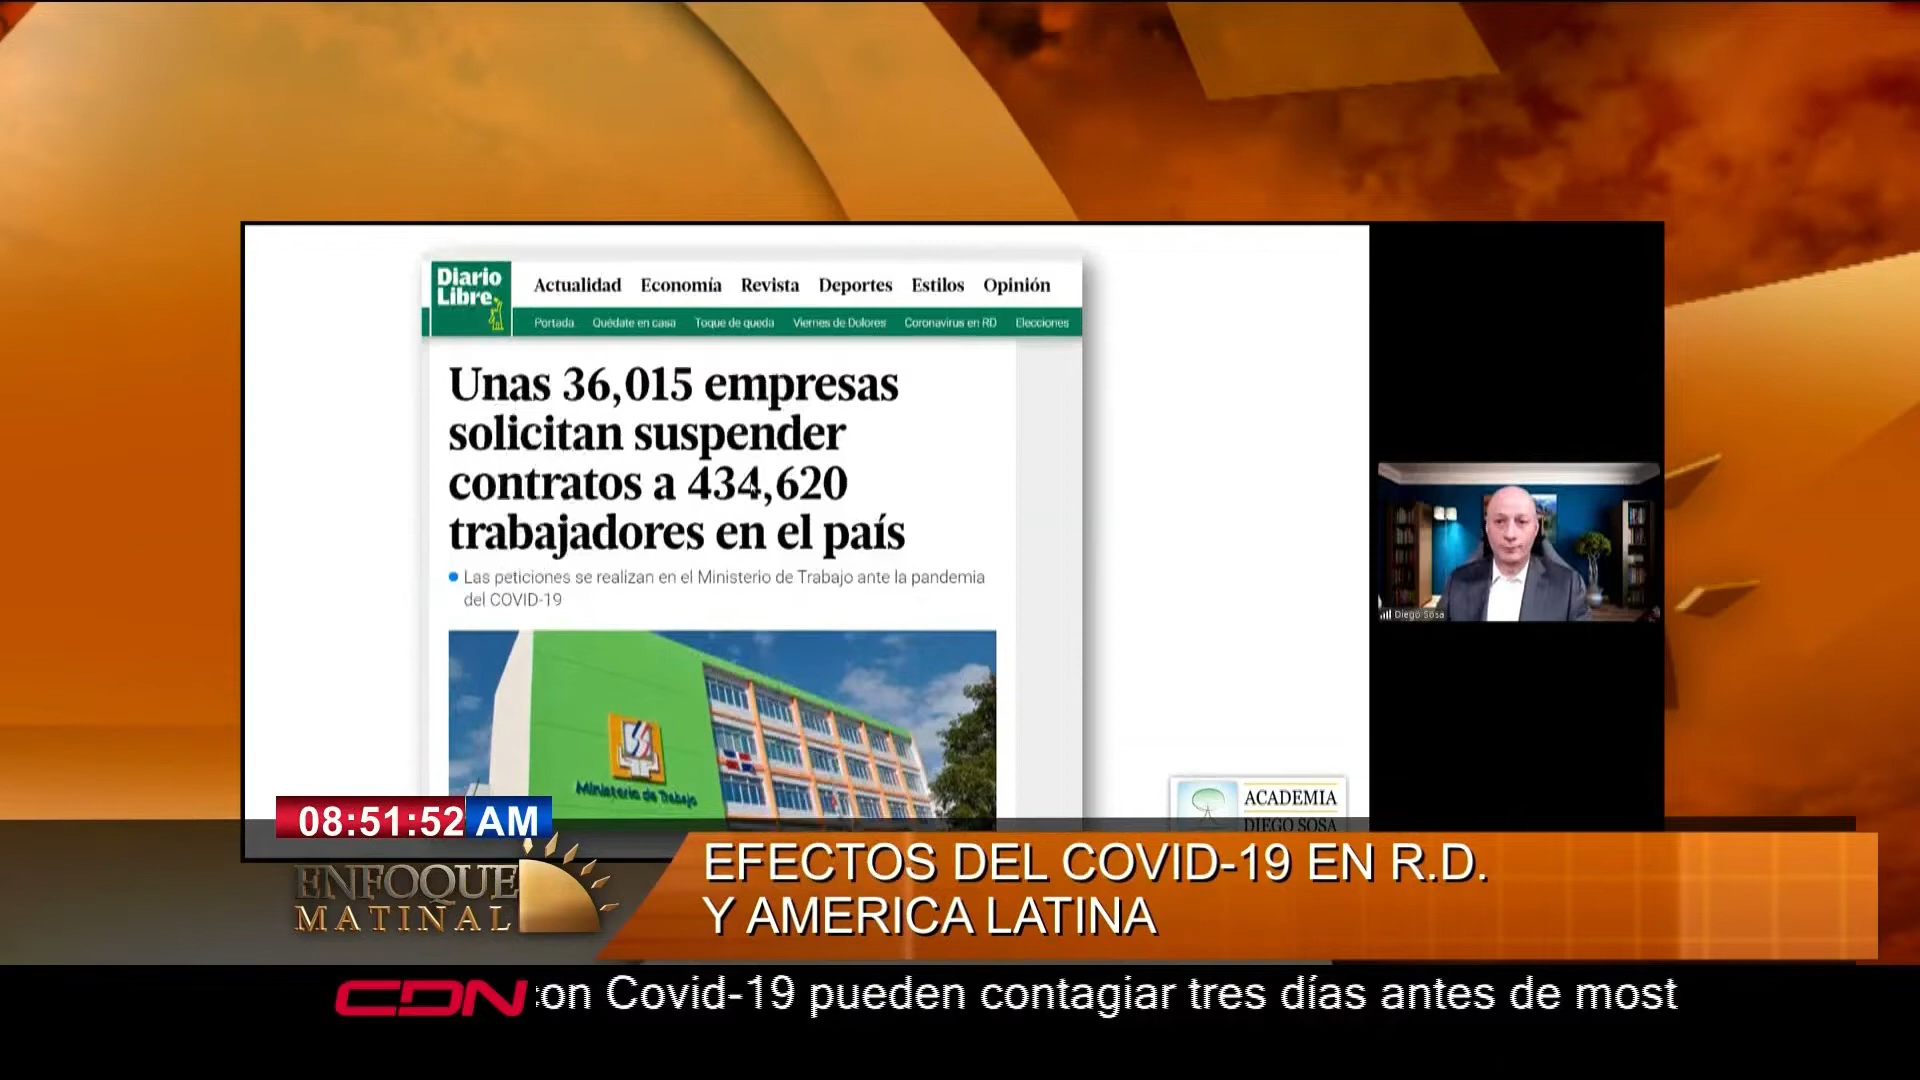 Diario
Libre
Actualidad Economía Revista Deportes Estilos Opinión
Portada Quédate en casa Toque de queda Viernes de Dolores Coronavirus en RD Elecciones
Unas 36,015 empresas
solicitan suspender
contratos a 434,620
trabajadores en el país
Las peticiones se realizan en el Ministerio de Trabajo ante la pandemia
del COVID-19
Ministerio de Trabajo
Diego Sosa
ACADEMIA
DIEGO SOSA
08:51:52 AM
ENFOQUE
MATINAL
EFECTOS DEL COVID-19 EN R.D.
Y AMERICA LATINA
CDN
con Covid-19 pueden contagiar tres días antes de most